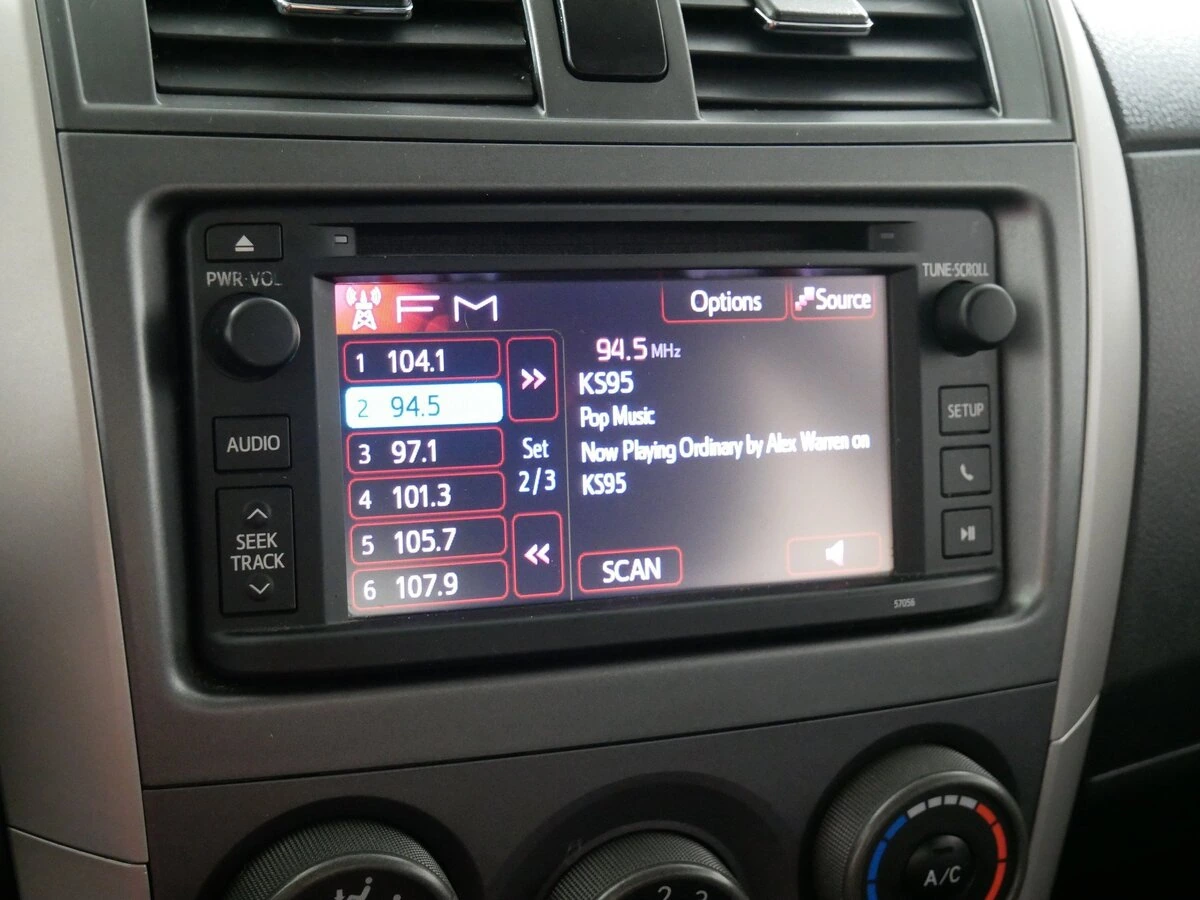 PWR·VOL
TUNE·SCROLL
FM
Options
Source
1 104.1
2 94.5
3 97.1
4 101.3
5 105.7
6 107.9
Set
2/3
94.5 MHz
KS95
Pop Music
Now Playing Ordinary by Alex Warren on
KS95
SCAN
AUDIO
SEEK
TRACK
SETUP
57056
A/C